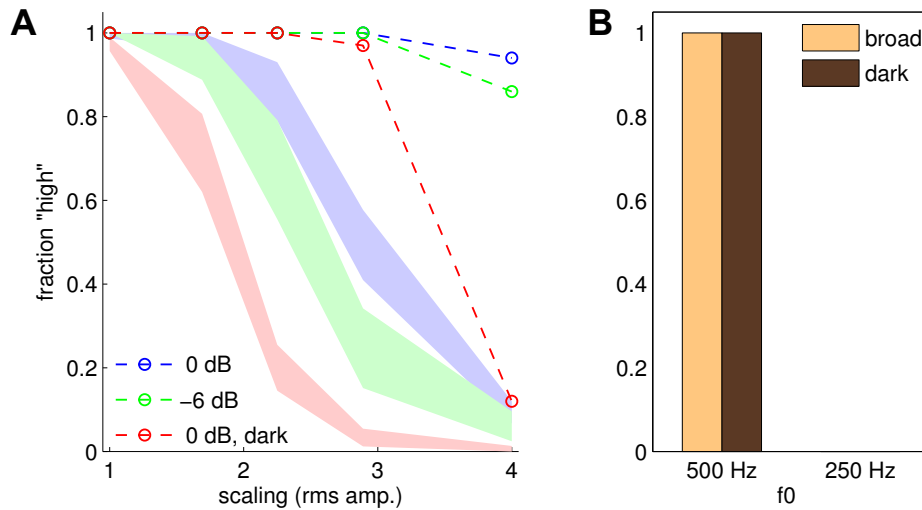 A
fraction "high"
1
0.8
0.6
0.4
0.2
0
0 dB
−6 dB
0 dB, dark
1 2 3 4
scaling (rms amp.)
B
1
0.8
0.6
0.4
0.2
0
broad
dark
500 Hz 250 Hz
f0